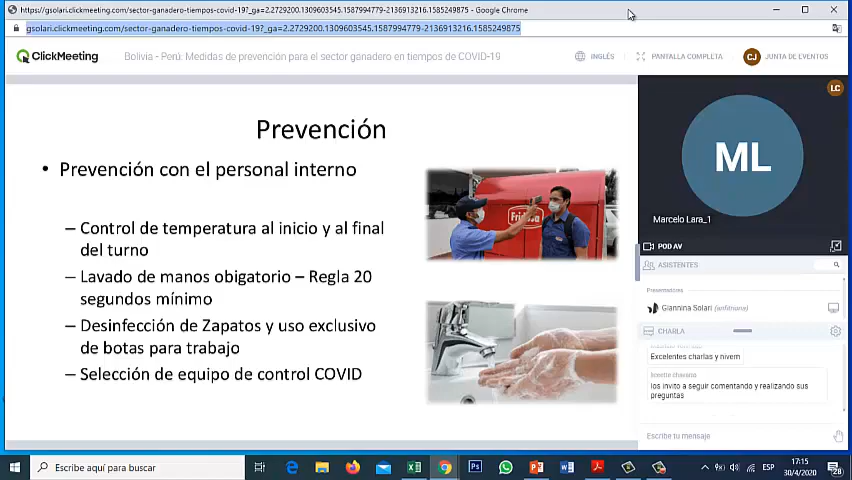 https://gsolari.clickmeeting.com/sector-ganadero-tiempos-covid-19?_ga=2.2729200.1309603545.1587994779-2136913216.1585249875 - Google Chrome
gsolari.clickmeeting.com/sector-ganadero-tiempos-covid-19?_ga=2.2729200.1309603545.1587994779-2136913216.1585249875
ClickMeeting
Bolivia - Perú: Medidas de prevención para el sector ganadero en tiempos de COVID-19
INGLÉS
PANTALLA COMPLETA
CJ
JUNTA DE EVENTOS
Prevención
• Prevención con el personal interno
– Control de temperatura al inicio y al final
del turno
– Lavado de manos obligatorio – Regla 20
segundos mínimo
– Desinfección de Zapatos y uso exclusivo
de botas para trabajo
– Selección de equipo de control COVID
LC
ML
Marcelo Lara_1
POD AV
ASISTENTES
Presentadores
Giannina Solari (anfitriona)
CHARLA
Excelentes charlas y nivem
los invito a seguir comentando y realizando sus
preguntas
Escribe tu mensaje
Escribe aquí para buscar
ESP
17:15
30/4/2020
28